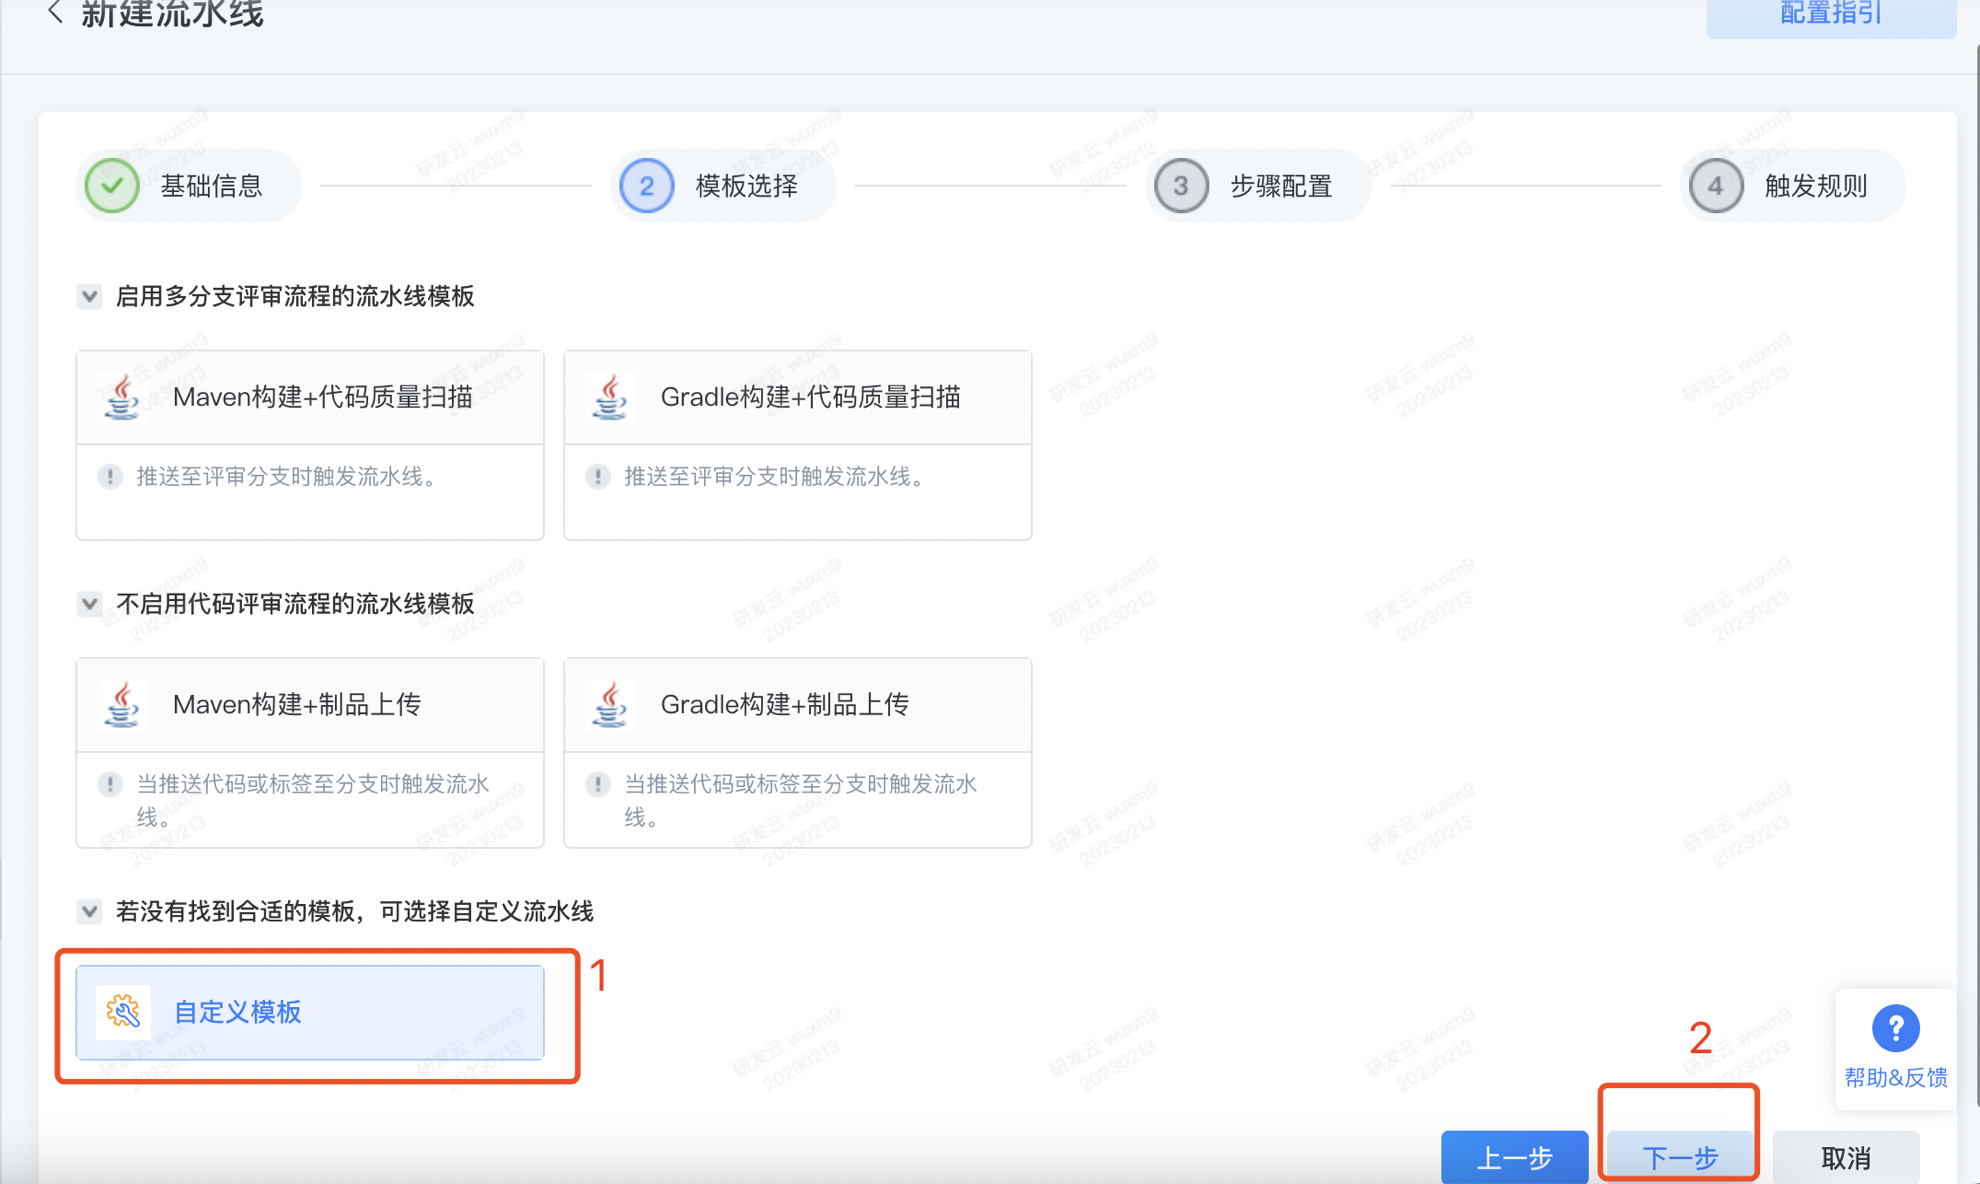 新建流水线
配置指引
基础信息
2 模板选择
3 步骤配置
4 触发规则
启用多分支评审流程的流水线模板
Maven构建+代码质量扫描
推送至评审分支时触发流水线。
Gradle构建+代码质量扫描
推送至评审分支时触发流水线。
不启用代码评审流程的流水线模板
Maven构建+制品上传
当推送代码或标签至分支时触发流水
线。
Gradle构建+制品上传
当推送代码或标签至分支时触发流水
线。
若没有找到合适的模板，可选择自定义流水线
自定义模板
1
2
帮助&反馈
上一步
下一步
取消
研发云 wuxm9
20230213